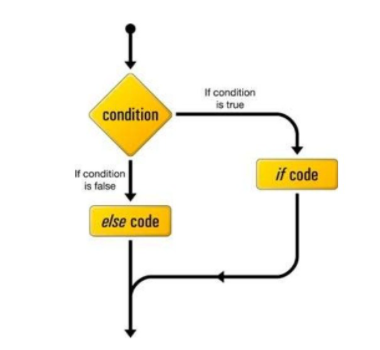 If condition
is true
condition
If condition
is false
if code
else code